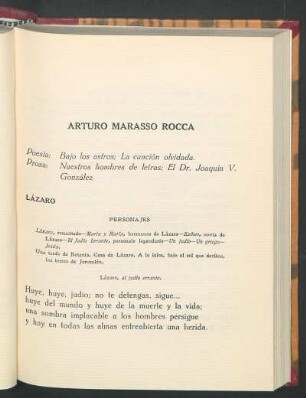 ARTURO MARASSO ROCCA
Poesía: Bajo los astros; La canción olvidada.
Prosa: Nuestros hombres de letras; El Dr. Joaquín V.
González.
LÁZARO
PERSONAJES
Lázaro, resucitado—Marta y María, hermanas de Lázaro—Esther, novia de
Lázaro—El Judío Errante, personaje legendario—Un judío—Un griego—
Jesús.
Una tarde de Betania. Casa de Lázaro. A lo lejos, bajo el sol que declina,
las torres de Jerusalén.
Lázaro, al judío errante.
Huye, huye, judío; no te detengas, sigue...
huye del mundo y huye de la muerte y la vida;
una sombra implacable a los hombres persigue
y hay en todas las almas entreabierta una herida.